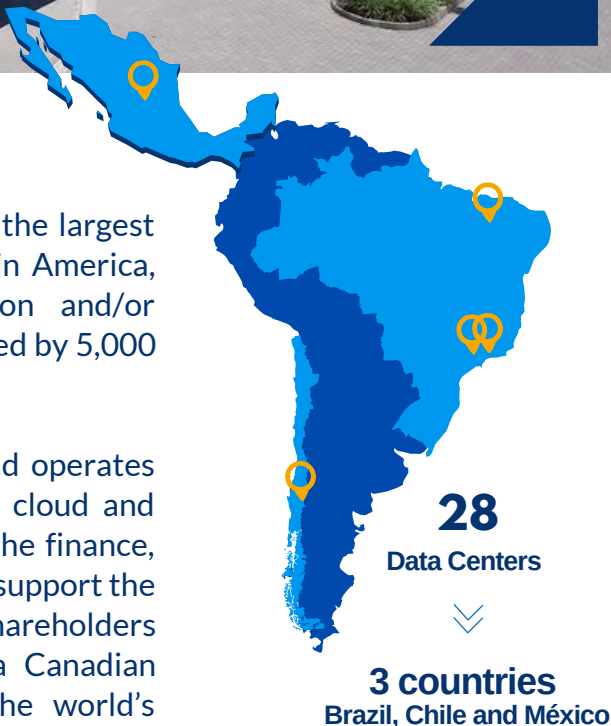 the largest
in America,
on and/or
ed by 5,000
d operates
cloud and
he finance,
support the
hareholders
a Canadian
he world's
28
Data Centers
3 countries
Brazil, Chile and México